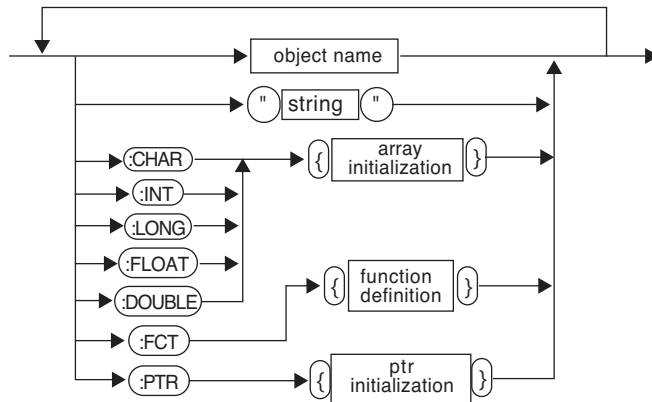 object name
" string "
:CHAR { array initialization }
:INT
:LONG
:FLOAT
:DOUBLE
{ function definition }
:FCT
:PTR { ptr initialization }